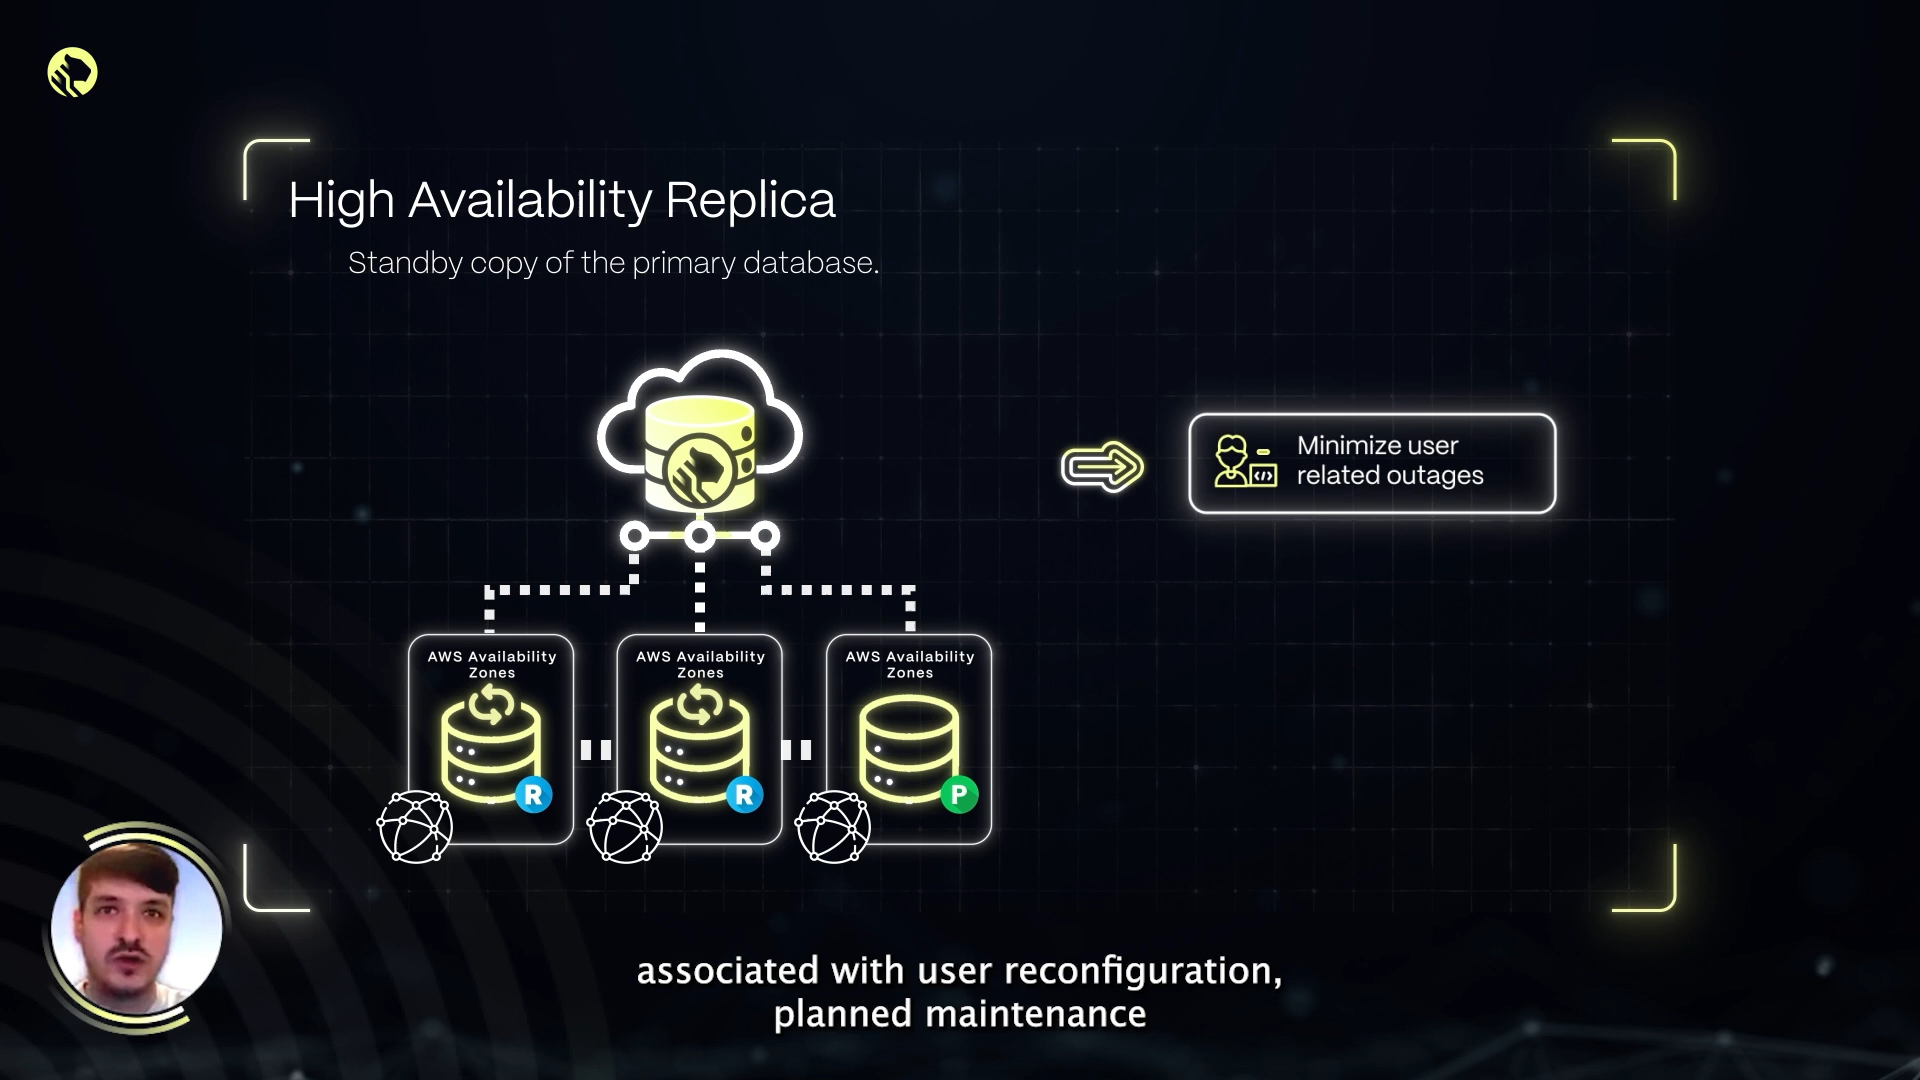 High Availability Replica
Standby copy of the primary database.
Minimize user
related outages
AWS Availability
Zones
R
AWS Availability
Zones
R
AWS Availability
Zones
P
associated with user reconfiguration,
planned maintenance